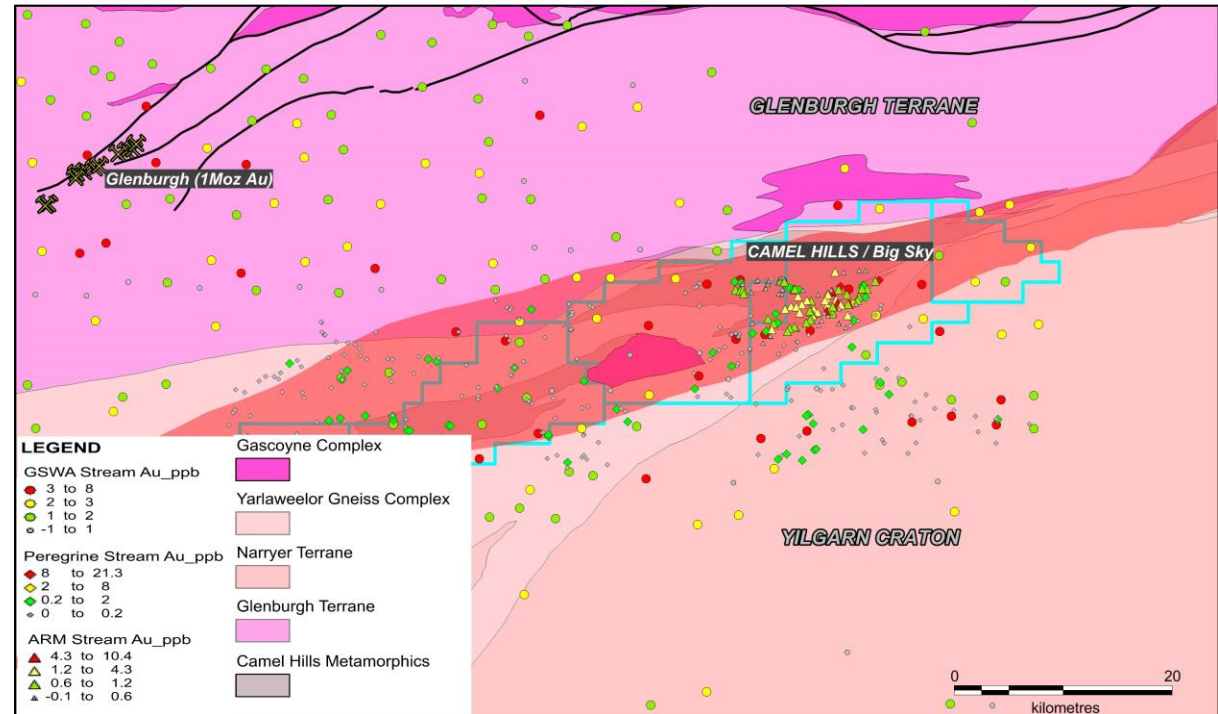 GLENBURGH TERRANE
Glenburgh (1Moz Au)
CAMEL HILLS / Big Sky
YILGARN CRATON
LEGEND
GSWA Stream Au_ppb
3 to 8
2 to 3
1 to 2
-1 to 1
Peregrine Stream Au_ppb
8 to 21.3
2 to 8
0.2 to 2
0 to 0.2
ARM Stream Au_ppb
4.3 to 10.4
1.2 to 4.3
0.6 to 1.2
-0.1 to 0.6
Gascoyne Complex
Yarlaweelor Gneiss Complex
Narryer Terrane
Glenburgh Terrane
Camel Hills Metamorphics
0 20
kilometres